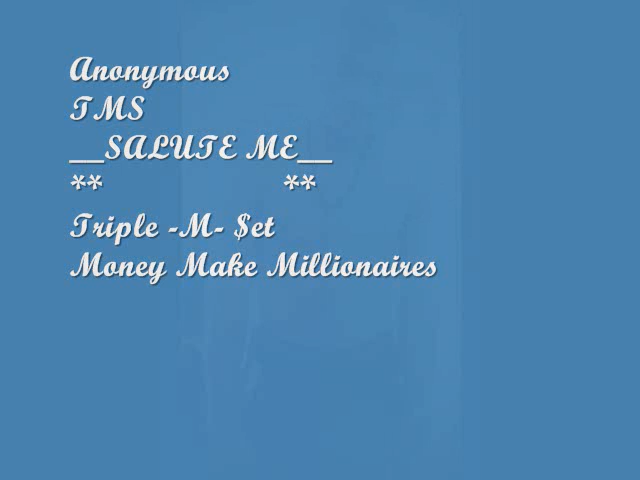 Anonymous
TMS
__SALUTE ME__
** **
Triple -M- $et
Money Make Millionaires